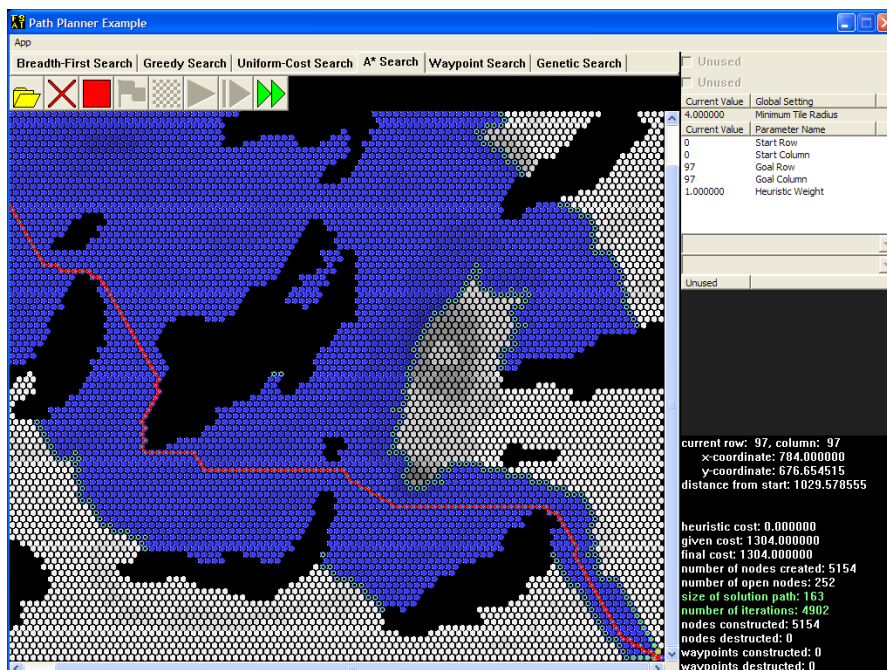 FS
AI
Path Planner Example
App
Breadth-First Search Greedy Search Uniform-Cost Search A* Search Waypoint Search Genetic Search
Unused
Unused
Current Value Global Setting
4.000000 Minimum Tile Radius
Current Value Parameter Name
0 Start Row
0 Start Column
97 Goal Row
97 Goal Column
1.000000 Heuristic Weight
Unused
current row: 97, column: 97
x-coordinate: 784.000000
y-coordinate: 676.654515
distance from start: 1029.578555
heuristic cost: 0.000000
given cost: 1304.000000
final cost: 1304.000000
number of nodes created: 5154
number of open nodes: 252
size of solution path: 163
number of iterations: 4902
nodes constructed: 5154
nodes destructed: 0
waypoints constructed: 0
waypoints destructed: 0